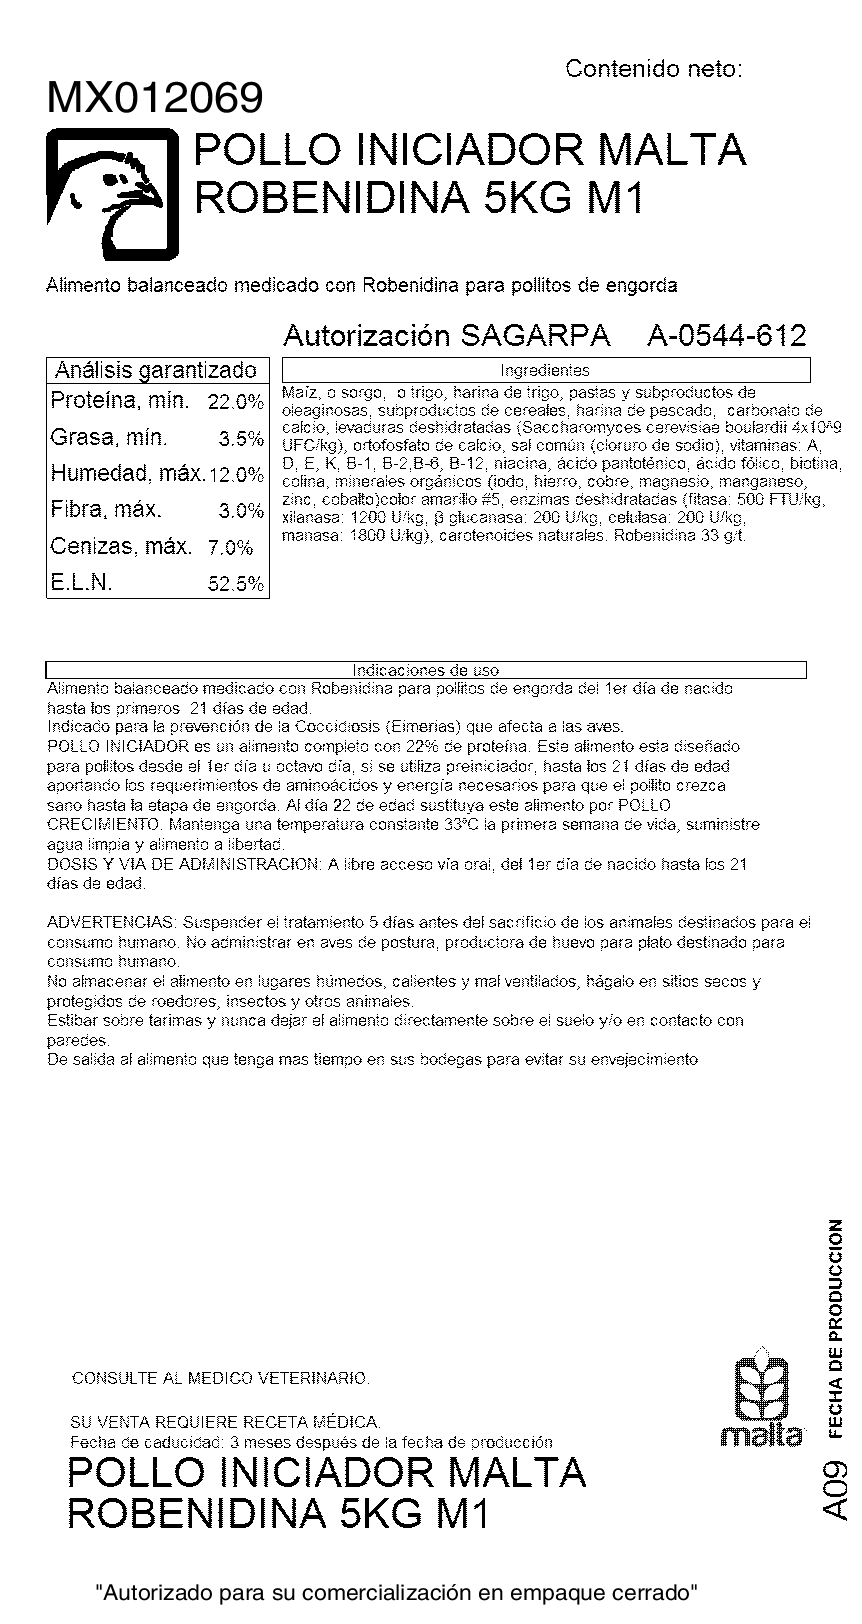 Contenido neto:
MX012069
POLLO INICIADOR MALTA
ROBENIDINA 5KG M1
Alimento balanceado medicado con Robenidina para pollitos de engorda
Autorización SAGARPA A-0544-612
Análisis garantizado
Proteína, mín. 22.0%
Grasa, mín. 3.5%
Humedad, máx. 12.0%
Fibra, máx. 3.0%
Cenizas, máx. 7.0%
E.L.N. 52.5%
Ingredientes
Maíz, o sorgo, o trigo, harina de trigo, pastas y subproductos de
oleaginosas, subproductos de cereales, harina de pescado, carbonato de
calcio, levaduras deshidratadas (Saccharomyces cerevisiae boulardii 4x10^9
UFC/kg), ortofosfato de calcio, sal común (cloruro de sodio), vitaminas: A,
D, E, K, B-1, B-2,B-6, B-12, niacina, ácido pantoténico, ácido fólico, biotina,
colina, minerales orgánicos (iodo, hierro, cobre, magnesio, manganeso,
zinc, cobalto)color amarillo #5, enzimas deshidratadas (fitasa: 500 FTU/kg,
xilanasa: 1200 U/kg, β glucanasa: 200 U/kg, celulasa: 200 U/kg,
manasa: 1800 U/kg), carotenoides naturales. Robenidina 33 g/t.
Indicaciones de uso
Alimento balanceado medicado con Robenidina para pollitos de engorda del 1er día de nacido
hasta los primeros 21 días de edad.
Indicado para la prevención de la Coccidiosis (Eimerias) que afecta a las aves.
POLLO INICIADOR es un alimento completo con 22% de proteína. Este alimento esta diseñado
para pollitos desde el 1er día u octavo día, si se utiliza preiniciador, hasta los 21 días de edad
aportando los requerimientos de aminoácidos y energía necesarios para que el pollito crezca
sano hasta la etapa de engorda. Al día 22 de edad sustituya este alimento por POLLO
CRECIMIENTO. Mantenga una temperatura constante 33°C la primera semana de vida, suministre
agua limpia y alimento a libertad.
DOSIS Y VIA DE ADMINISTRACION: A libre acceso vía oral, del 1er día de nacido hasta los 21
días de edad.
ADVERTENCIAS: Suspender el tratamiento 5 días antes del sacrificio de los animales destinados para el
consumo humano. No administrar en aves de postura, productora de huevo para plato destinado para
consumo humano.
No almacenar el alimento en lugares húmedos, calientes y mal ventilados, hágalo en sitios secos y
protegidos de roedores, insectos y otros animales.
Estibar sobre tarimas y nunca dejar el alimento directamente sobre el suelo y/o en contacto con
paredes.
De salida al alimento que tenga mas tiempo en sus bodegas para evitar su envejecimiento
FECHA DE PRODUCCION
A09
CONSULTE AL MEDICO VETERINARIO.
malta
SU VENTA REQUIERE RECETA MÉDICA.
Fecha de caducidad: 3 meses después de la fecha de producción
POLLO INICIADOR MALTA
ROBENIDINA 5KG M1
"Autorizado para su comercialización en empaque cerrado"